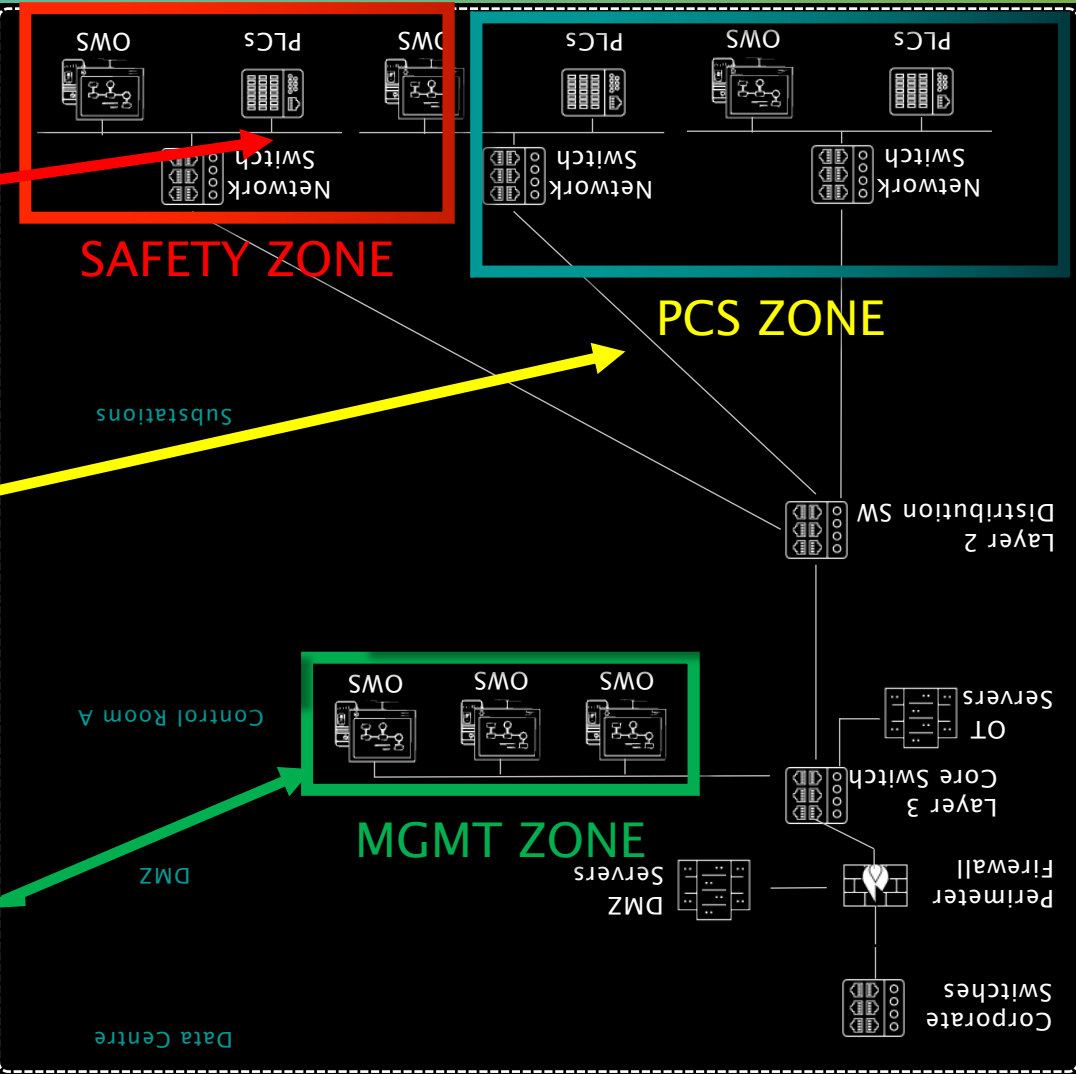 OWS
PLCs
OWS
PLCs
OWS
PLCs
Network
Switch
Network
Switch
Network
Switch
SAFETY ZONE
PCS ZONE
Substations
Layer 2
Distribution SW
OWS
OWS
OWS
Control Room A
OT
Servers
Layer 3
Core Switch
MGMT ZONE
DMZ
DMZ
Servers
Perimeter
Firewall
Corporate
Switches
Data Centre